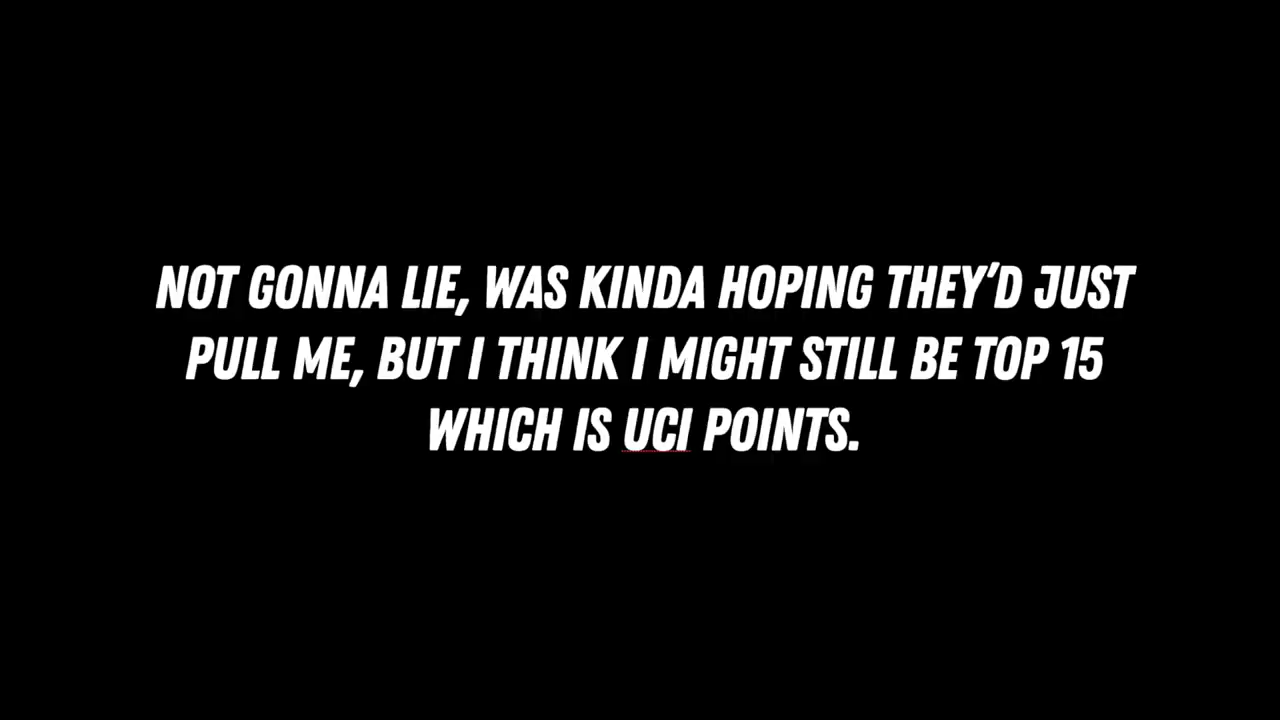 NOT GONNA LIE, WAS KINDA HOPING THEY'D JUST
PULL ME, BUT I THINK I MIGHT STILL BE TOP 15
WHICH IS UCI POINTS.